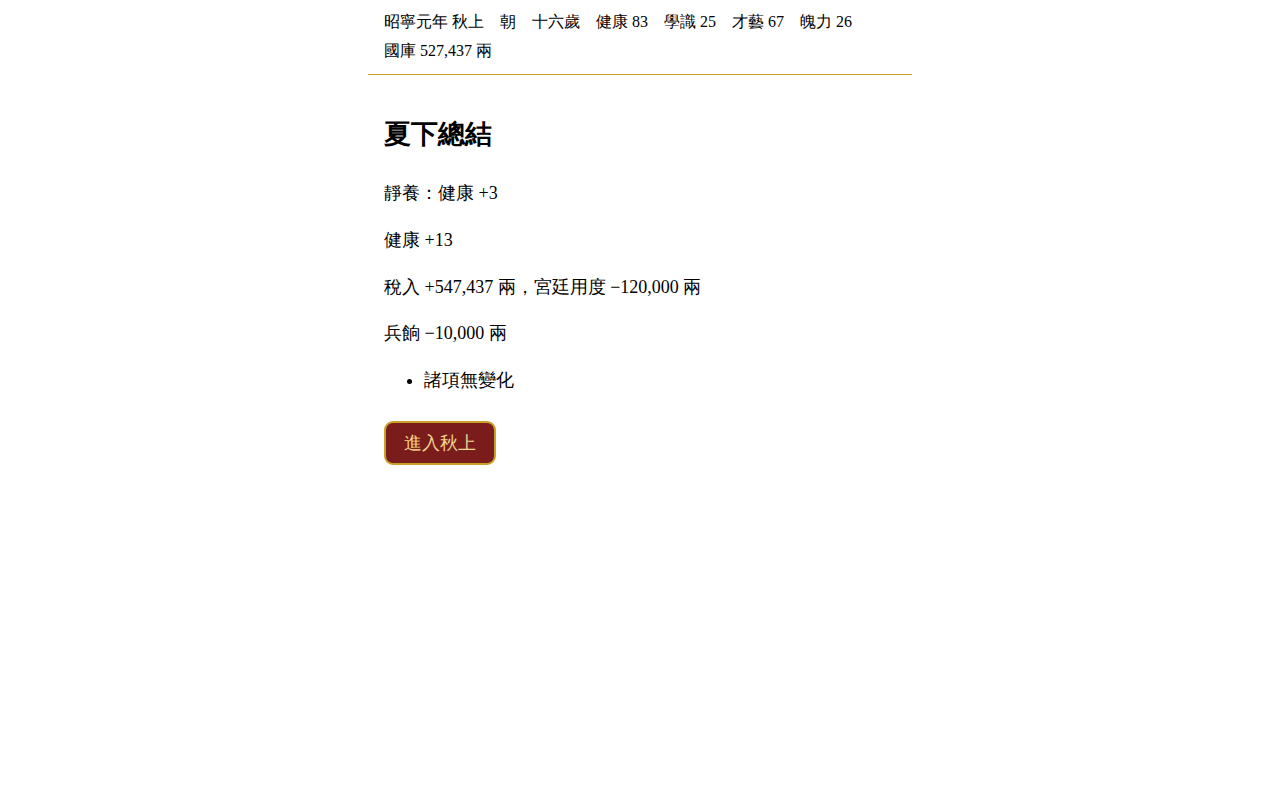 昭寧元年 秋上 朝 十六歲 健康 83 學識 25 才藝 67 魄力 26
國庫 527,437 兩
夏下總結
靜養：健康 +3
健康 +13
稅入 +547,437 兩，宮廷用度 −120,000 兩
兵餉 −10,000 兩
• 諸項無變化
進入秋上